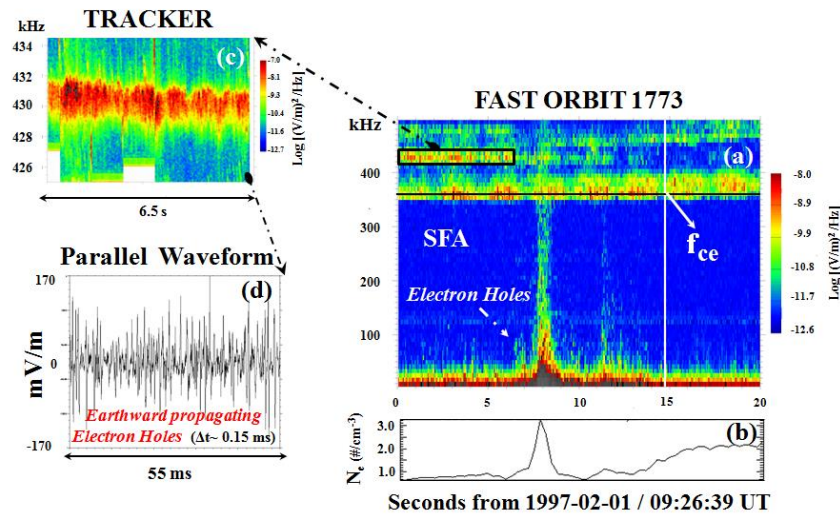 TRACKER
kHz
434
432
430
428
426
(c)
-7.0
-8.1
-9.3
-10.4
-11.6
-12.7
Log [(V/m)² /Hz]
6.5 s
FAST ORBIT 1773
kHz
400
300
200
100
(a)
SFA
fce
Electron Holes
0
5
10
15
20
-8.0
-8.9
-9.9
-10.8
-11.7
-12.6
Log [(V/m)² /Hz]
Parallel Waveform
170
0
-170
mV/m
(d)
Earthward propagating
Electron Holes (Δt~ 0.15 ms)
55 ms
3.0
2.0
1.0
Ne (#/cm-3)
(b)
Seconds from 1997-02-01 / 09:26:39 UT